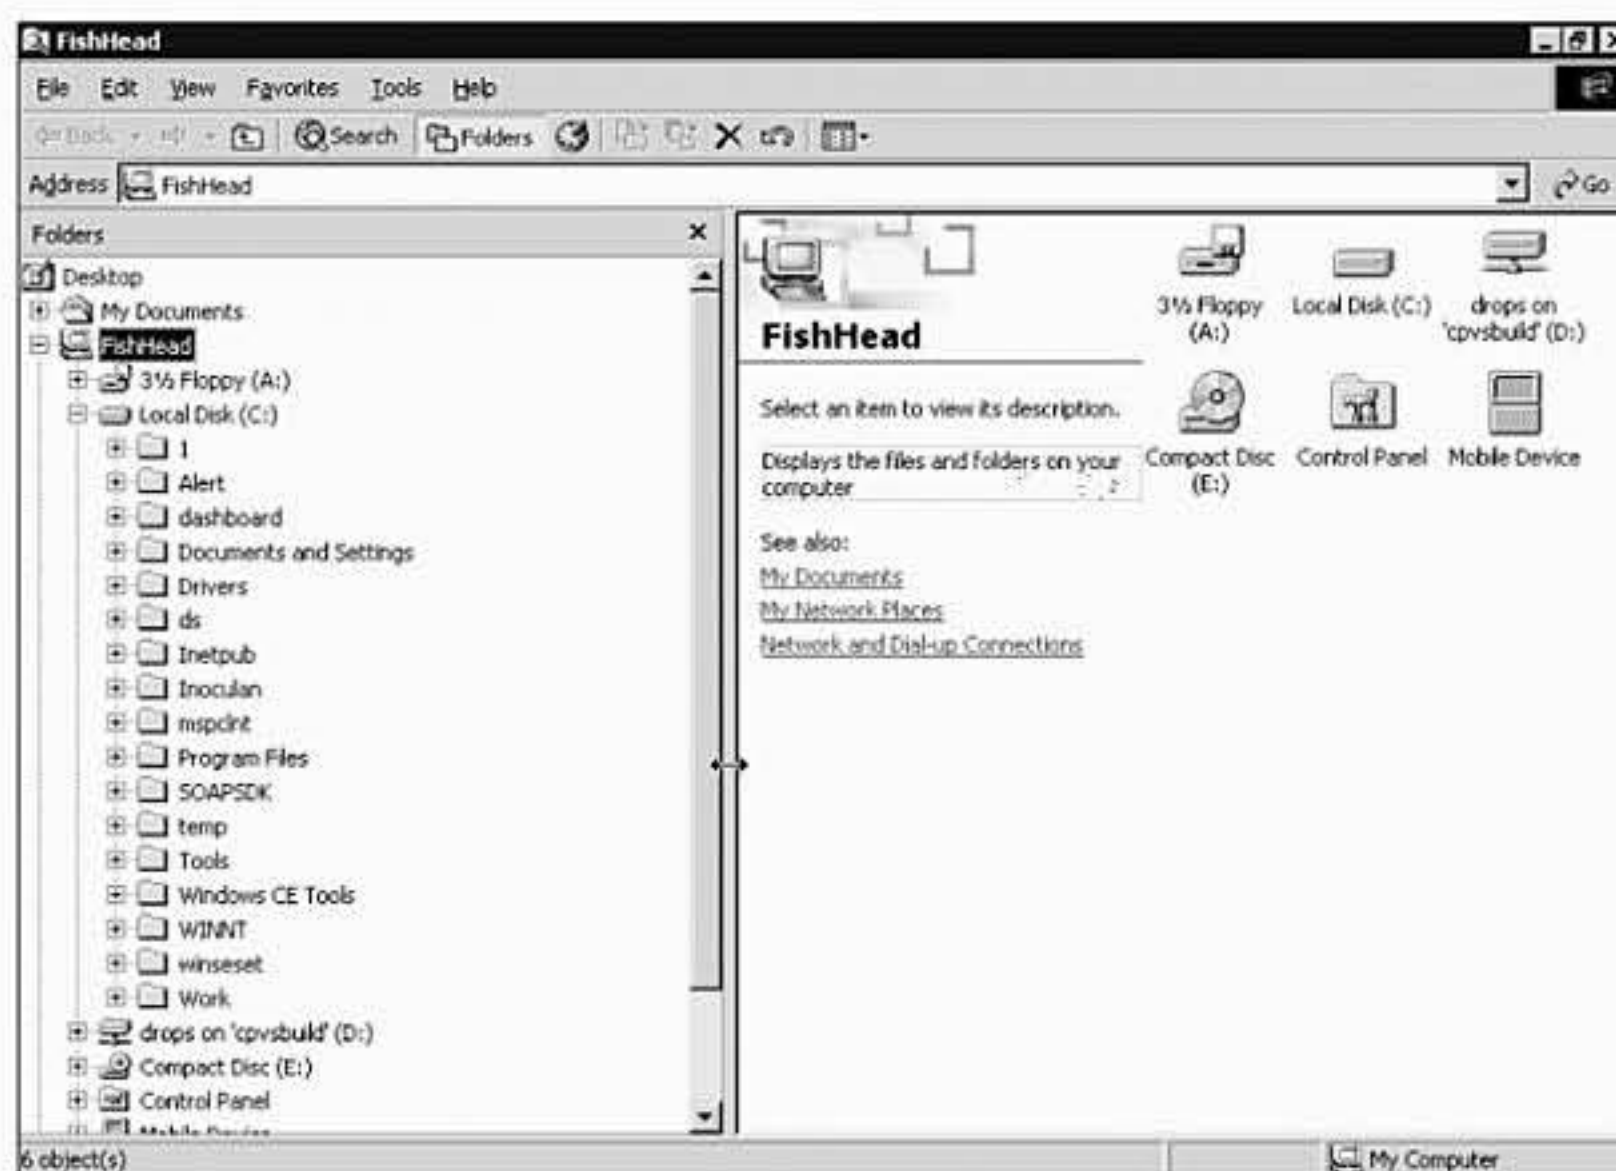 FishHead
File Edit View Favorites Tools Help
Back Search Folders
Address FishHead Go
Folders
Desktop
My Documents
FishHead
3½ Floppy (A:)
Local Disk (C:)
1
Alert
dashboard
Documents and Settings
Drivers
ds
Inetpub
Inoculan
mspclnt
Program Files
SOAPSDK
temp
Tools
Windows CE Tools
WINNT
winseset
Work
drops on 'cpvsbuild' (D:)
Compact Disc (E:)
Control Panel
Mobile Device
FishHead
Select an item to view its description.
Displays the files and folders on your
computer
See also:
My Documents
My Network Places
Network and Dial-up Connections
3½ Floppy
(A:)
Local Disk (C:)
drops on
'cpvsbuild' (D:)
Compact Disc
(E:)
Control Panel
Mobile Device
6 object(s)
My Computer